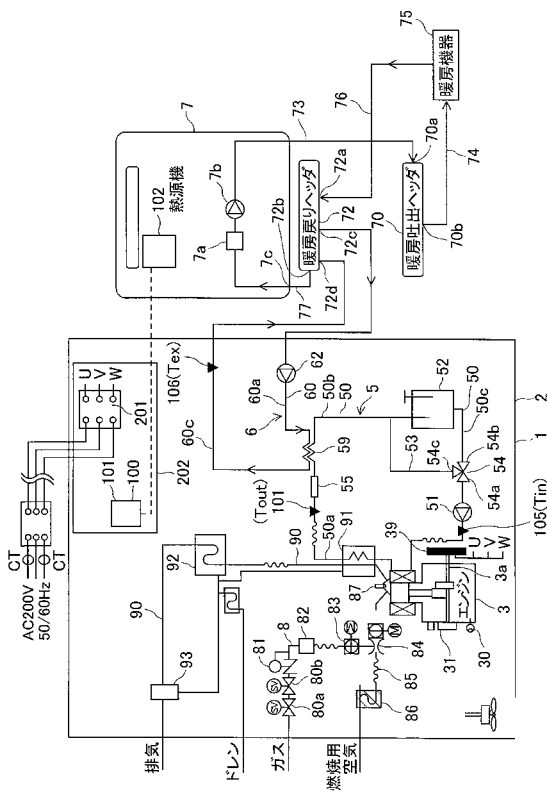 AC200V
50/60Hz
CT
CT
U
V
W
201
101
100
202
102
熱源機
7
7b
7a
7c
72b
77
73
76
75
暖房機器
74
暖房戻りヘッダ
72a
72
72c
72d
暖房吐出ヘッダ
70
70a
70b
106(Tex)
60c
60a
62
60
6
50b
50
5
59
55
(Tout)
101
50a
52
50
50c
53
54c
54b
54
54a
51
105(Tin)
2
1
90
92
93
90
91
87
39
U
V
W
3a
エンジン
3
31
30
81
8
82
83
M
M
84
85
86
SV
SV
80b
80a
排気
ドレン
ガス
燃焼用
空気